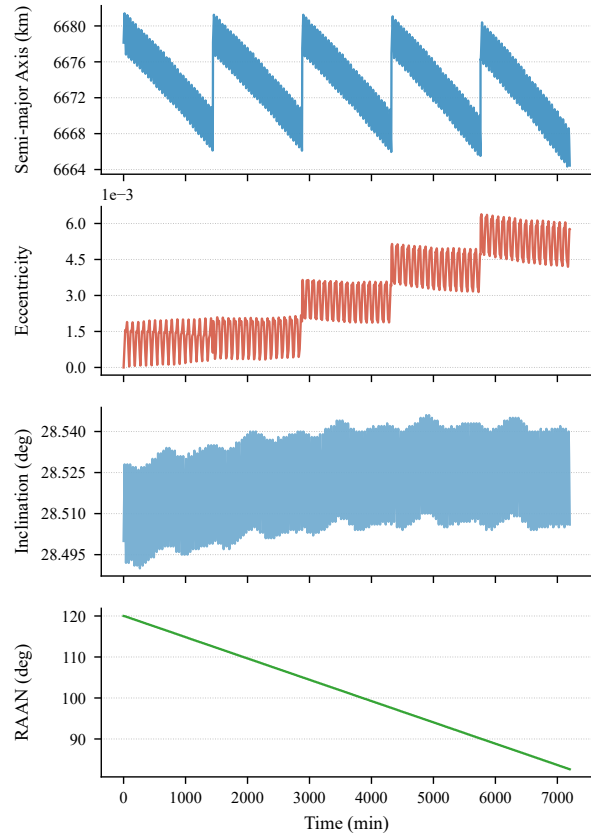 6680
6676
6672
6668
6664
Semi-major Axis (km)
1e−3
6.0
4.5
3.0
1.5
0.0
Eccentricity
28.540
28.525
28.510
28.495
Inclination (deg)
120
110
100
90
RAAN (deg)
0 1000 2000 3000 4000 5000 6000 7000
Time (min)